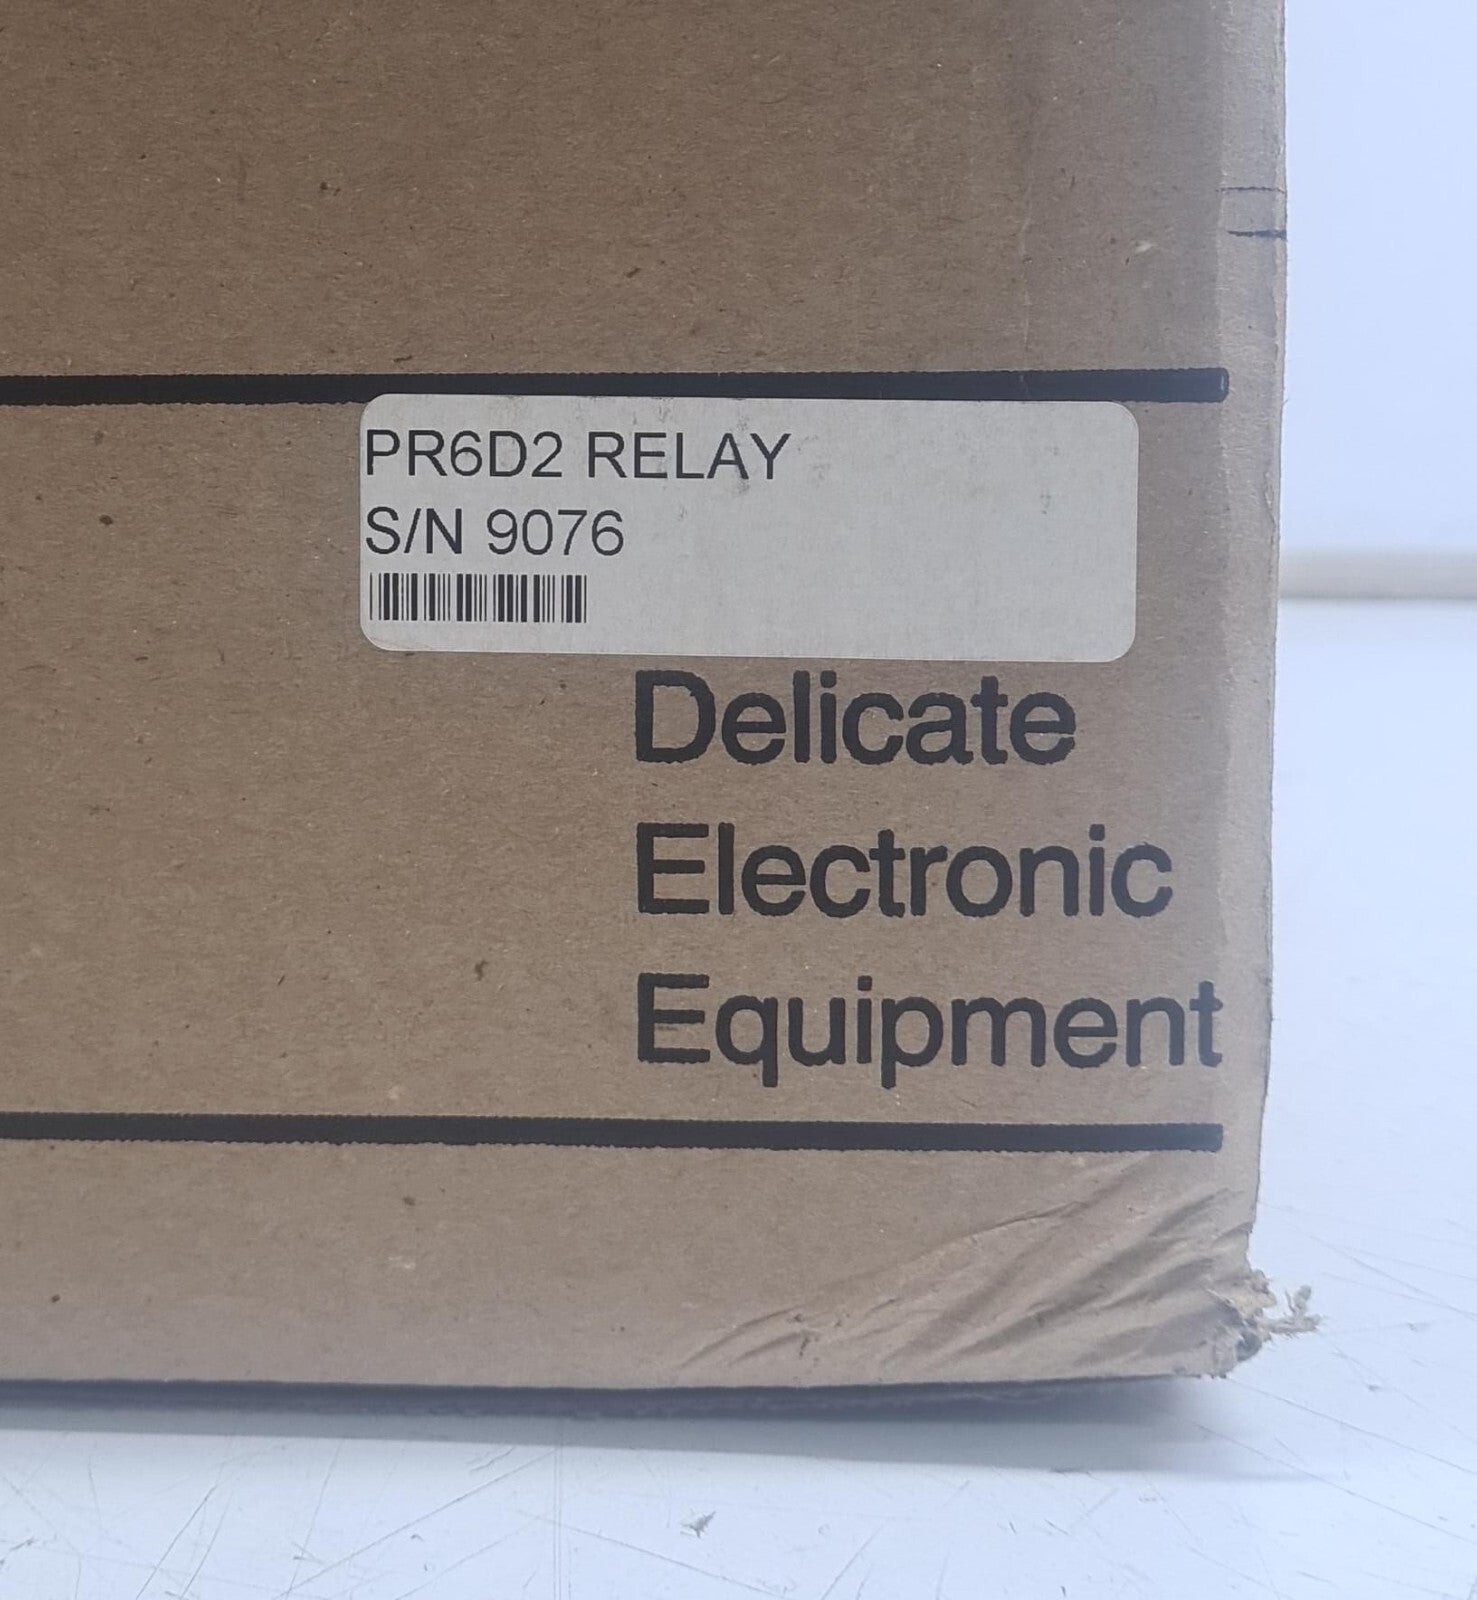 PR6D2 RELAY
S/N 9076
Delicate
Electronic
Equipment